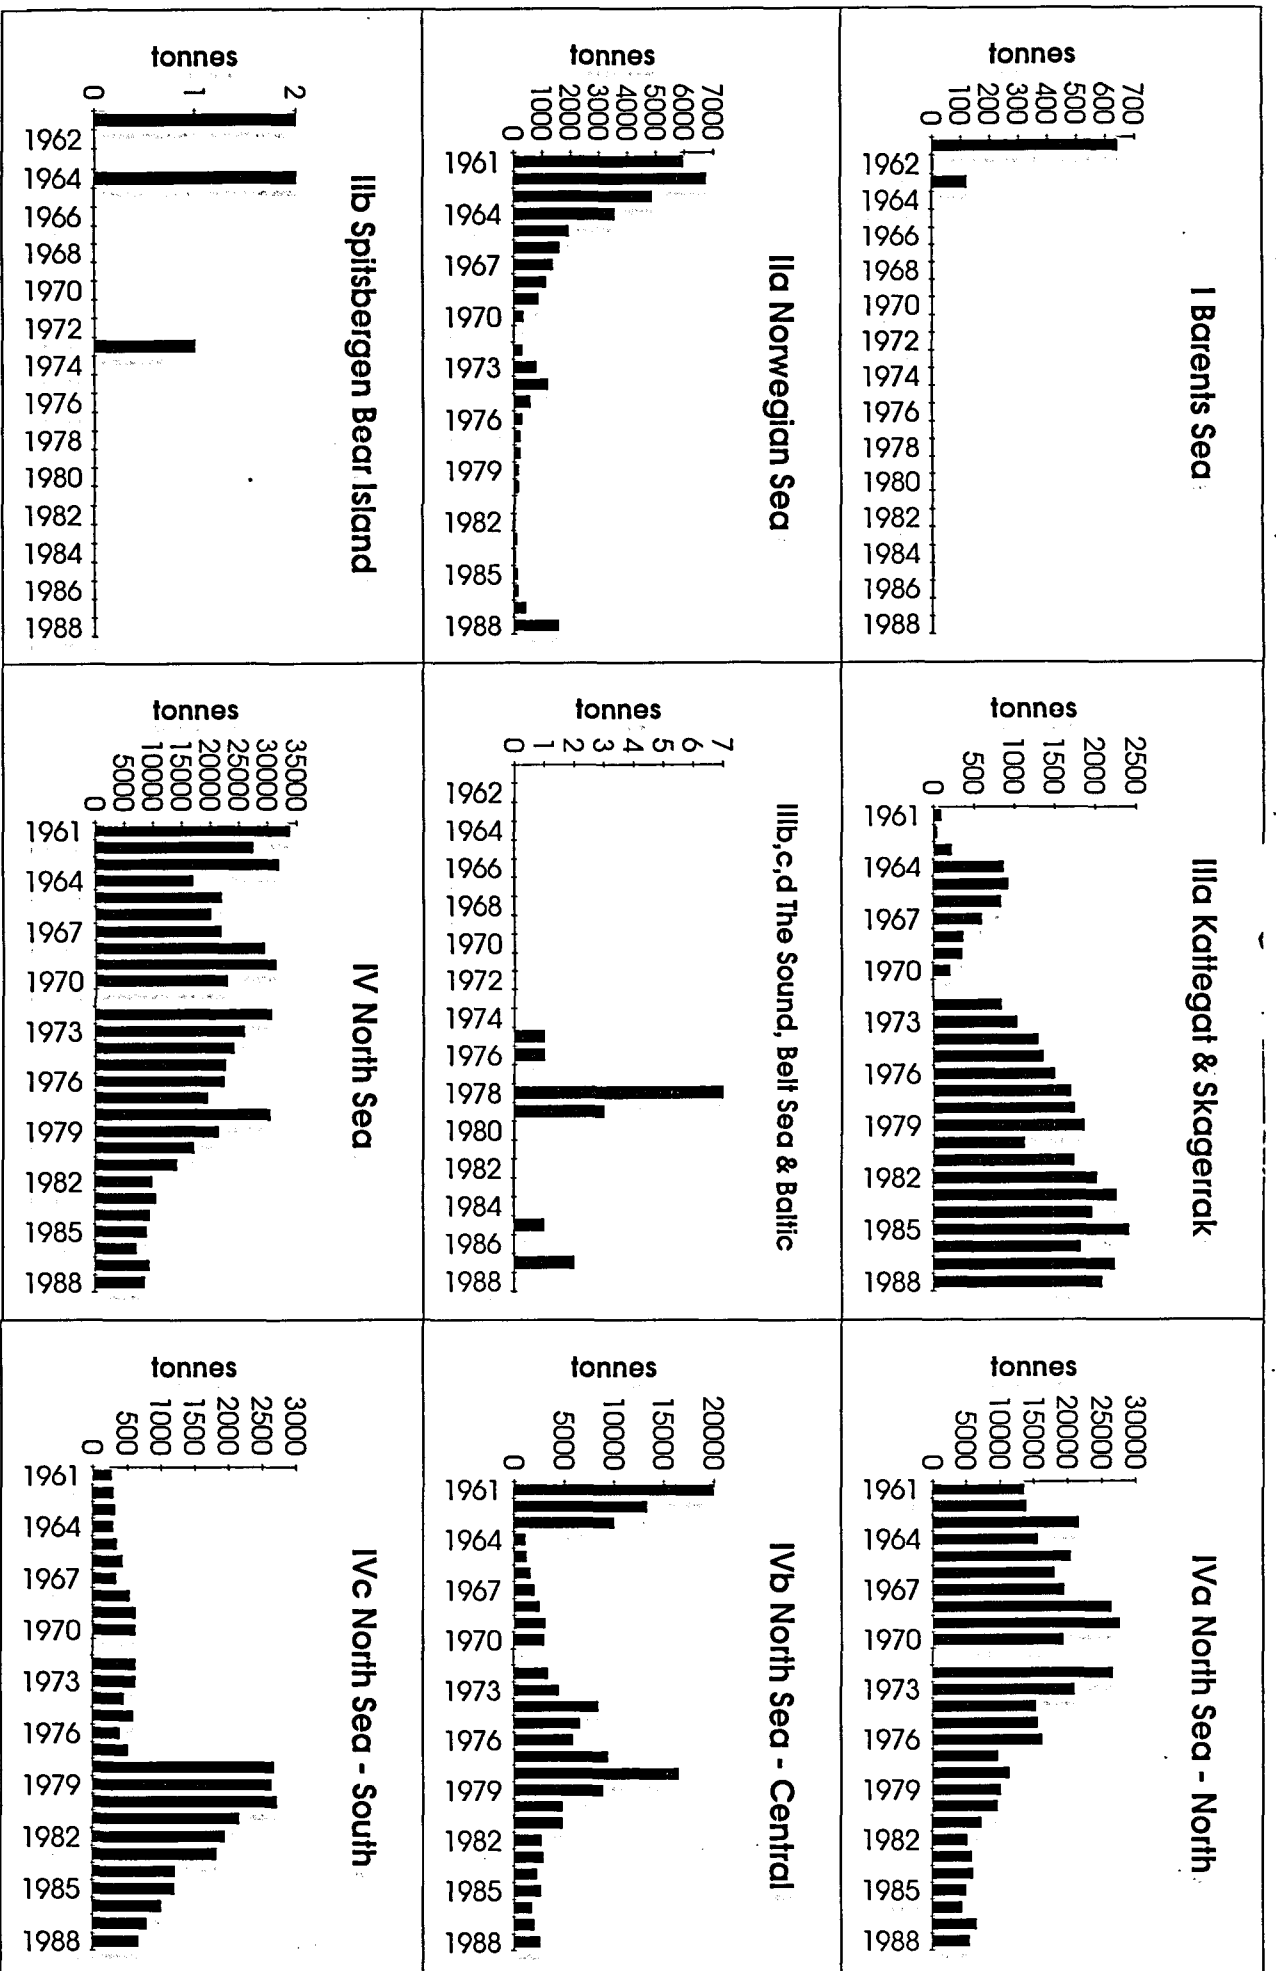 I Barents Sea
tonnes
700
600
500
400
300
200
100
0
1962 1964 1966 1968 1970 1972 1974 1976 1978 1980 1982 1984 1986 1988
IIIa Kattegat & Skagerrak
tonnes
2500
2000
1500
1000
500
0
1961 1964 1967 1970 1973 1976 1979 1982 1985 1988
IVa North Sea - North
tonnes
30000
25000
20000
15000
10000
5000
0
1961 1964 1967 1970 1973 1976 1979 1982 1985 1988
IIa Norwegian Sea
tonnes
7000
6000
5000
4000
3000
2000
1000
0
1961 1964 1967 1970 1973 1976 1979 1982 1985 1988
IIIb,c,d The Sound, Belt Sea & Baltic
tonnes
7
6
5
4
3
2
1
0
1962 1964 1966 1968 1970 1972 1974 1976 1978 1980 1982 1984 1986 1988
IVb North Sea - Central
tonnes
20000
15000
10000
5000
0
1961 1964 1967 1970 1973 1976 1979 1982 1985 1988
IIb Spitsbergen Bear Island
tonnes
2
1
0
1962 1964 1966 1968 1970 1972 1974 1976 1978 1980 1982 1984 1986 1988
IV North Sea
tonnes
35000
30000
25000
20000
15000
10000
5000
0
1961 1964 1967 1970 1973 1976 1979 1982 1985 1988
IVc North Sea - South
tonnes
3000
2500
2000
1500
1000
500
0
1961 1964 1967 1970 1973 1976 1979 1982 1985 1988